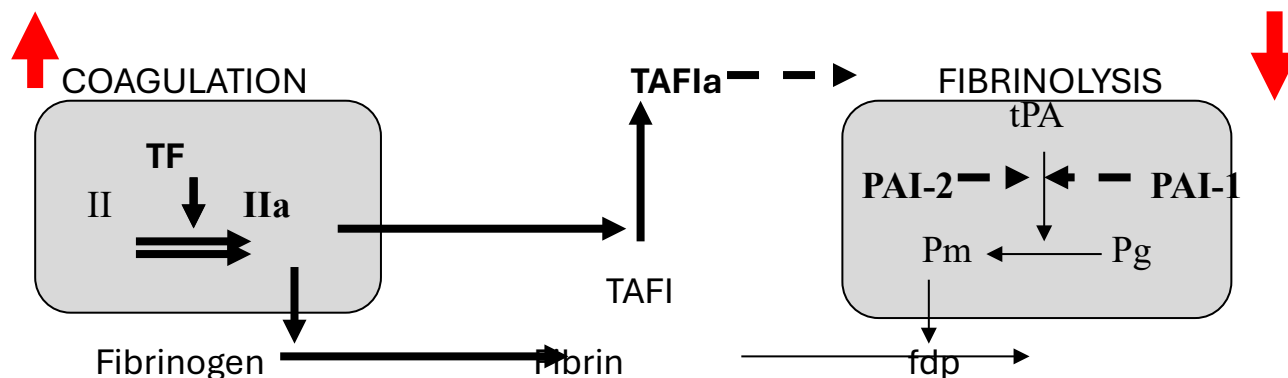 COAGULATION
TAFIa
FIBRINOLYSIS
tPA
TF
PAI-2
PAI-1
II
IIa
Pm
Pg
TAFI
Fibrinogen
Fibrin
fdp